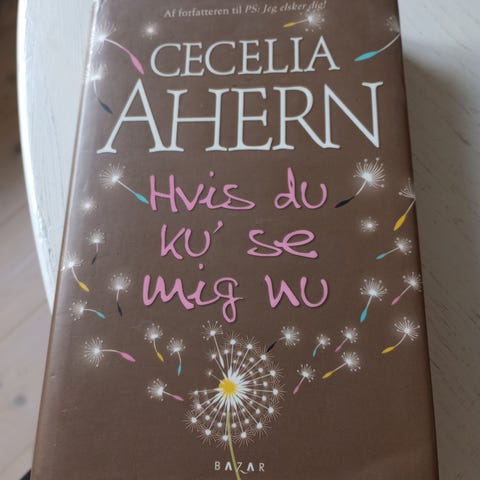 Af forfatteren til PS: Jeg elsker dig!
CECELIA
AHERN
Hvis du
ku' se
mig nu
BAZAR